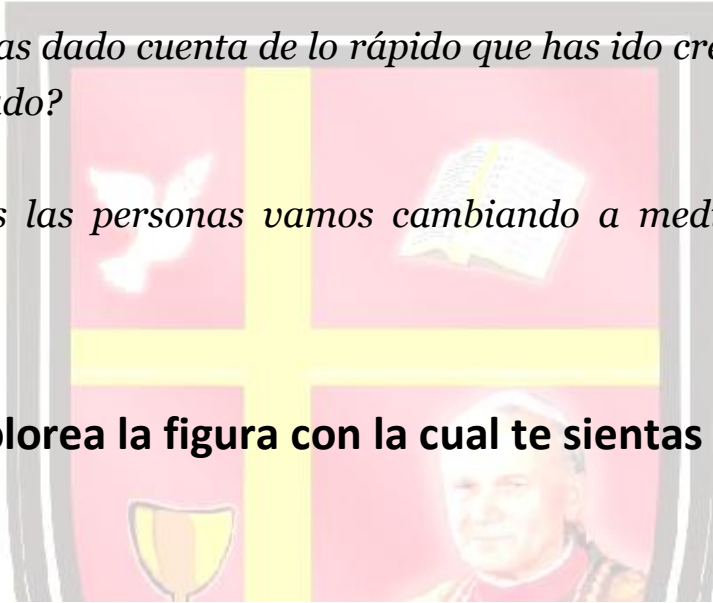 as dado cuenta de lo rápido que has ido cre
do?
s las personas vamos cambiando a med
olorea la figura con la cual te sientas